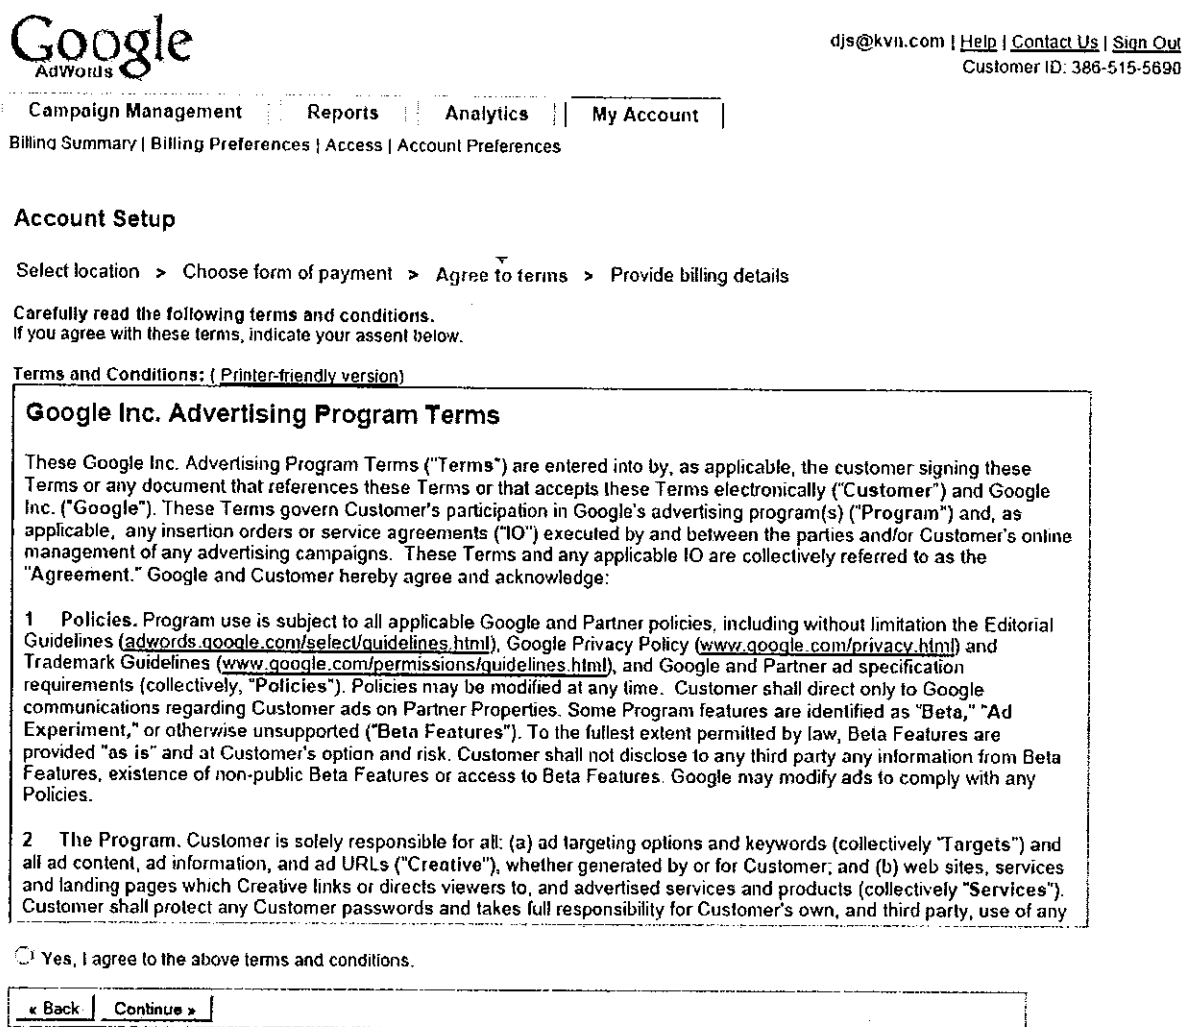 Google
AdWords
djs@kvn.com | Help | Contact Us | Sign Out
Customer ID: 386-515-5690
Campaign Management Reports Analytics My Account
Billing Summary | Billing Preferences | Access | Account Preferences
Account Setup
Select location > Choose form of payment > Agree to terms > Provide billing details
Carefully read the following terms and conditions.
If you agree with these terms, indicate your assent below.
Terms and Conditions: ( Printer-friendly version)
Google Inc. Advertising Program Terms
These Google Inc. Advertising Program Terms ("Terms") are entered into by, as applicable, the customer signing these
Terms or any document that references these Terms or that accepts these Terms electronically ("Customer") and Google
Inc. ("Google"). These Terms govern Customer's participation in Google's advertising program(s) ("Program") and, as
applicable, any insertion orders or service agreements ("IO") executed by and between the parties and/or Customer's online
management of any advertising campaigns. These Terms and any applicable IO are collectively referred to as the
"Agreement." Google and Customer hereby agree and acknowledge:
1 Policies. Program use is subject to all applicable Google and Partner policies, including without limitation the Editorial
Guidelines (adwords.google.com/select/guidelines.html), Google Privacy Policy (www.google.com/privacy.html) and
Trademark Guidelines (www.google.com/permissions/guidelines.html), and Google and Partner ad specification
requirements (collectively, "Policies"). Policies may be modified at any time. Customer shall direct only to Google
communications regarding Customer ads on Partner Properties. Some Program features are identified as "Beta," "Ad
Experiment," or otherwise unsupported ("Beta Features"). To the fullest extent permitted by law, Beta Features are
provided "as is" and at Customer's option and risk. Customer shall not disclose to any third party any information from Beta
Features, existence of non-public Beta Features or access to Beta Features. Google may modify ads to comply with any
Policies.
2 The Program. Customer is solely responsible for all: (a) ad targeting options and keywords (collectively "Targets") and
all ad content, ad information, and ad URLs ("Creative"), whether generated by or for Customer; and (b) web sites, services
and landing pages which Creative links or directs viewers to, and advertised services and products (collectively "Services").
Customer shall protect any Customer passwords and takes full responsibility for Customer's own, and third party, use of any
Yes, I agree to the above terms and conditions.
« Back Continue »